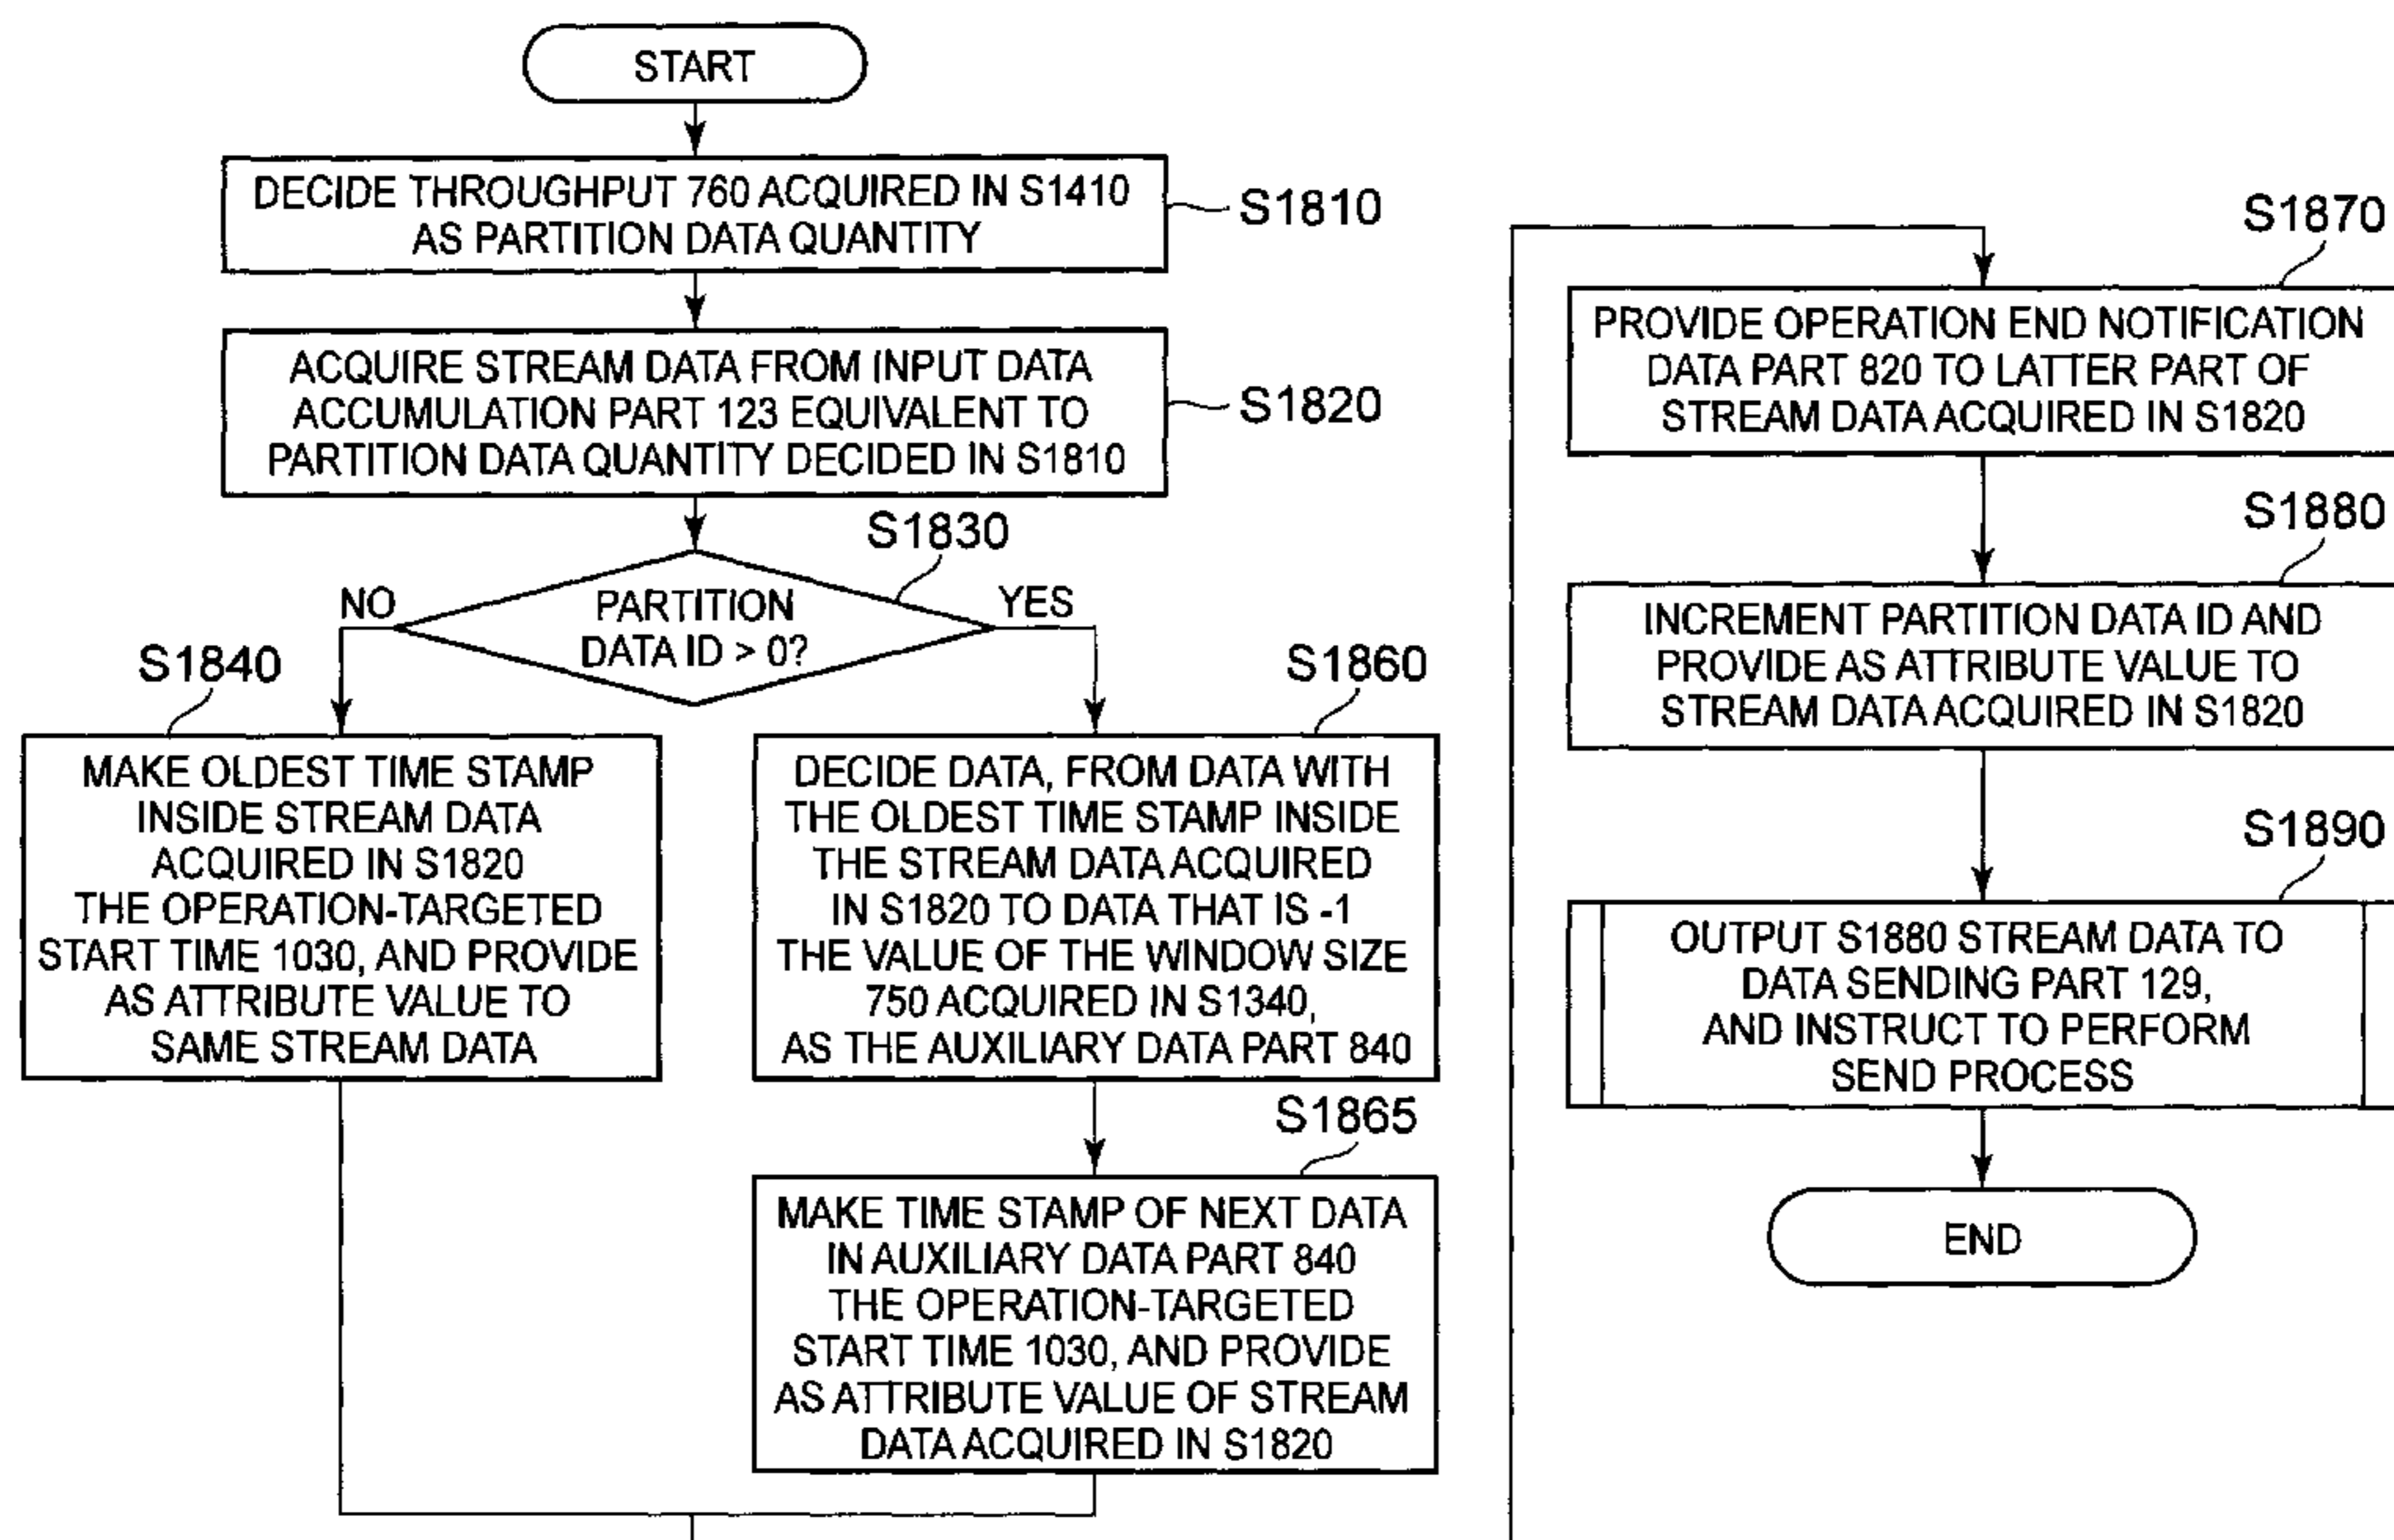 START
DECIDE THROUGHPUT 760 ACQUIRED IN S1410
AS PARTITION DATA QUANTITY
S1810
ACQUIRE STREAM DATA FROM INPUT DATA
ACCUMULATION PART 123 EQUIVALENT TO
PARTITION DATA QUANTITY DECIDED IN S1810
S1820
S1830
PARTITION
DATA ID > 0?
NO
YES
S1840
MAKE OLDEST TIME STAMP
INSIDE STREAM DATA
ACQUIRED IN S1820
THE OPERATION-TARGETED
START TIME 1030, AND PROVIDE
AS ATTRIBUTE VALUE TO
SAME STREAM DATA
S1860
DECIDE DATA, FROM DATA WITH
THE OLDEST TIME STAMP INSIDE
THE STREAM DATA ACQUIRED
IN S1820 TO DATA THAT IS -1
THE VALUE OF THE WINDOW SIZE
750 ACQUIRED IN S1340,
AS THE AUXILIARY DATA PART 840
S1865
MAKE TIME STAMP OF NEXT DATA
IN AUXILIARY DATA PART 840
THE OPERATION-TARGETED
START TIME 1030, AND PROVIDE
AS ATTRIBUTE VALUE OF STREAM
DATA ACQUIRED IN S1820
S1870
PROVIDE OPERATION END NOTIFICATION
DATA PART 820 TO LATTER PART OF
STREAM DATA ACQUIRED IN S1820
S1880
INCREMENT PARTITION DATA ID AND
PROVIDE AS ATTRIBUTE VALUE TO
STREAM DATA ACQUIRED IN S1820
S1890
OUTPUT S1880 STREAM DATA TO
DATA SENDING PART 129,
AND INSTRUCT TO PERFORM
SEND PROCESS
END